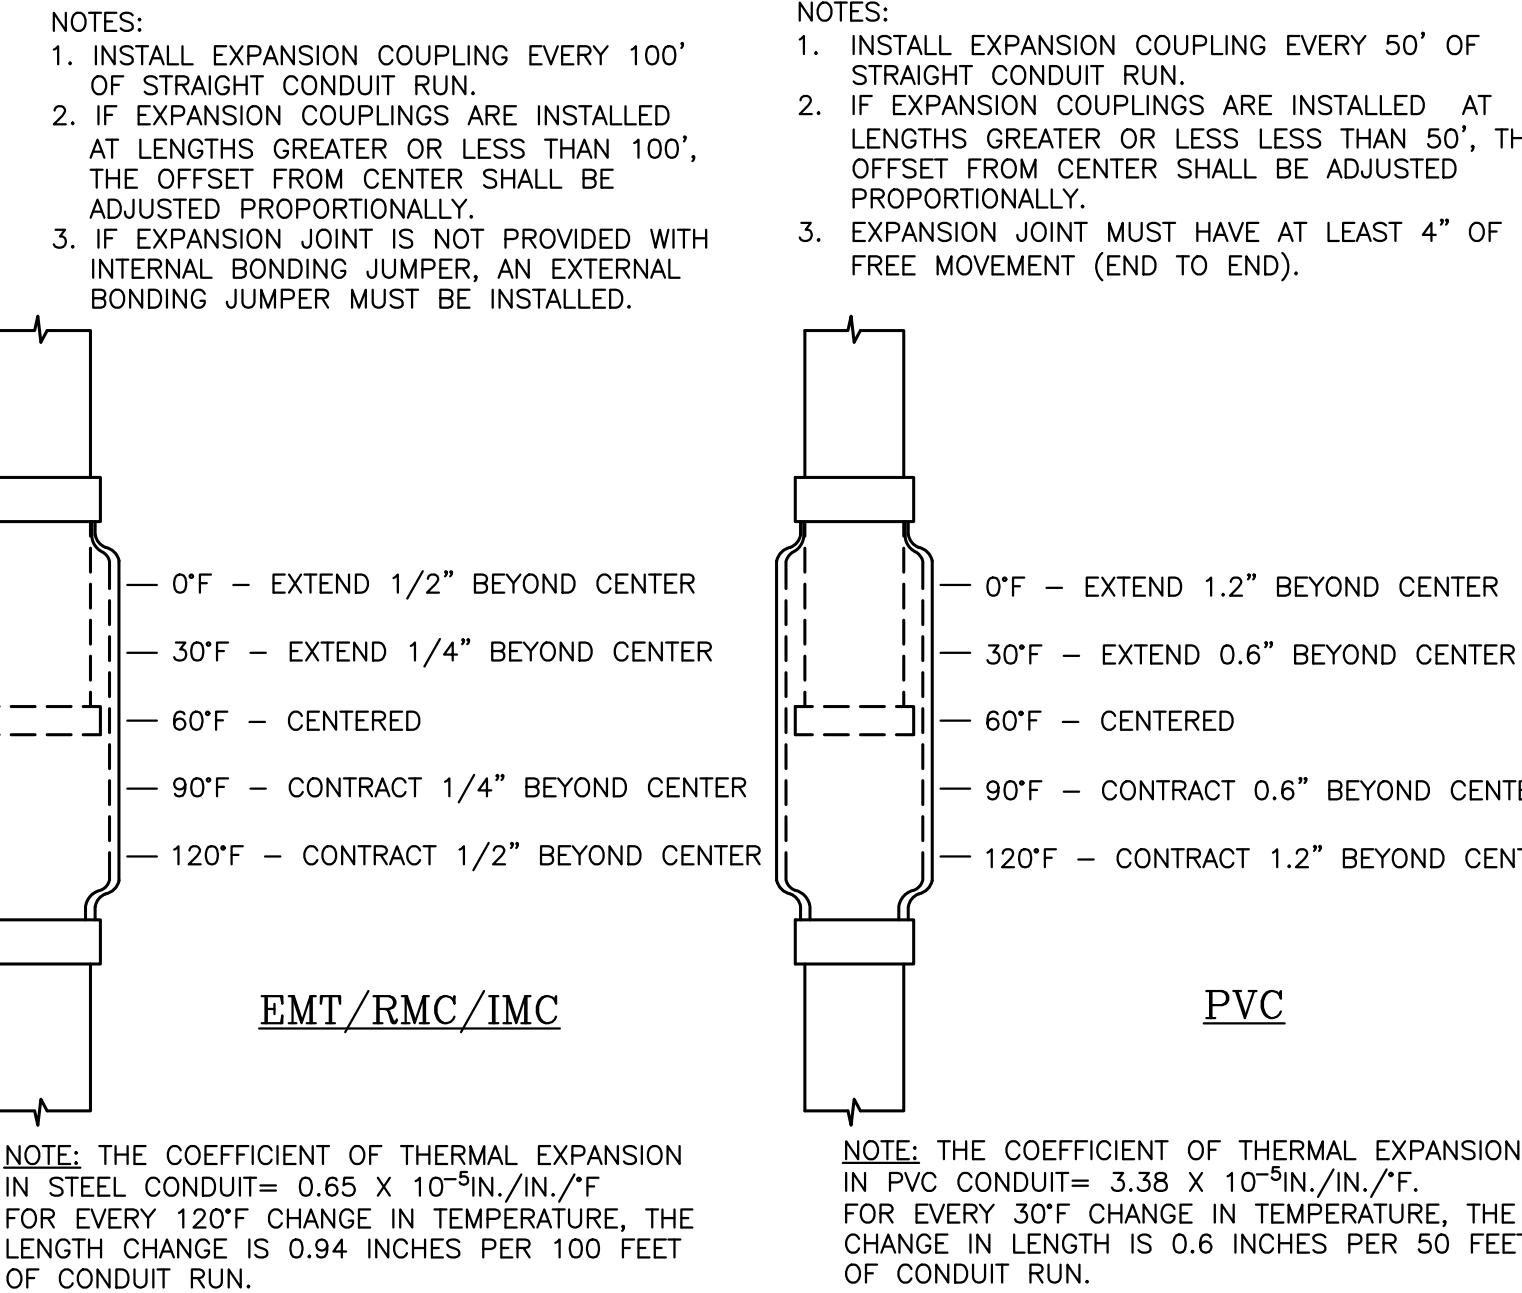 NOTES:
1. INSTALL EXPANSION COUPLING EVERY 100'
OF STRAIGHT CONDUIT RUN.
2. IF EXPANSION COUPLINGS ARE INSTALLED
AT LENGTHS GREATER OR LESS THAN 100',
THE OFFSET FROM CENTER SHALL BE
ADJUSTED PROPORTIONALLY.
3. IF EXPANSION JOINT IS NOT PROVIDED WITH
INTERNAL BONDING JUMPER, AN EXTERNAL
BONDING JUMPER MUST BE INSTALLED.
0°F – EXTEND 1/2" BEYOND CENTER
30°F – EXTEND 1/4" BEYOND CENTER
60°F – CENTERED
90°F – CONTRACT 1/4" BEYOND CENTER
120°F – CONTRACT 1/2" BEYOND CENTER
EMT/RMC/IMC
NOTE: THE COEFFICIENT OF THERMAL EXPANSION
IN STEEL CONDUIT= 0.65 X 10⁻⁵IN./IN./°F
FOR EVERY 120°F CHANGE IN TEMPERATURE, THE
LENGTH CHANGE IS 0.94 INCHES PER 100 FEET
OF CONDUIT RUN.
NOTES:
1. INSTALL EXPANSION COUPLING EVERY 50' OF
STRAIGHT CONDUIT RUN.
2. IF EXPANSION COUPLINGS ARE INSTALLED AT
LENGTHS GREATER OR LESS LESS THAN 50',
OFFSET FROM CENTER SHALL BE ADJUSTED
PROPORTIONALLY.
3. EXPANSION JOINT MUST HAVE AT LEAST 4" OF
FREE MOVEMENT (END TO END).
0°F – EXTEND 1.2" BEYOND CENTER
30°F – EXTEND 0.6" BEYOND CENTER
60°F – CENTERED
90°F – CONTRACT 0.6" BEYOND
120°F – CONTRACT 1.2" BEYOND
PVC
NOTE: THE COEFFICIENT OF THERMAL EXPANSION
IN PVC CONDUIT= 3.38 X 10⁻⁵IN./IN./°F.
FOR EVERY 30°F CHANGE IN TEMPERATURE, THE
CHANGE IN LENGTH IS 0.6 INCHES PER 50
OF CONDUIT RUN.